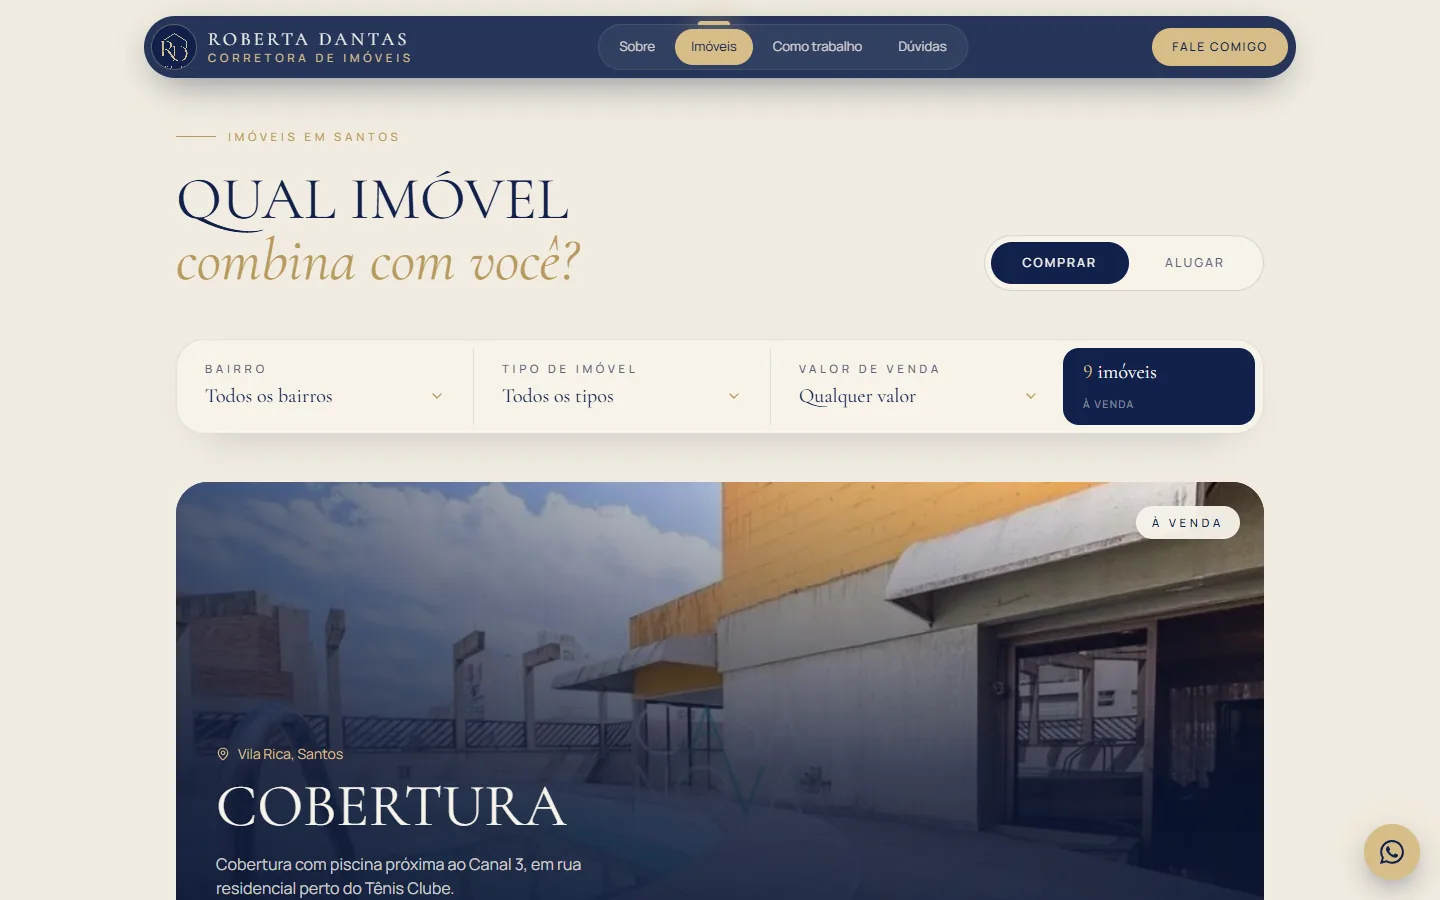 ROBERTA DANTAS
CORRETORA DE IMÓVEIS
Sobre
Imóveis
Como trabalho
Dúvidas
FALE COMIGO
IMÓVEIS EM SANTOS
QUAL IMÓVEL
combina com você?
COMPRAR
ALUGAR
BAIRRO
Todos os bairros
TIPO DE IMÓVEL
Todos os tipos
VALOR DE VENDA
Qualquer valor
9 imóveis
À VENDA
À VENDA
Vila Rica, Santos
COBERTURA
Cobertura com piscina próxima ao Canal 3, em rua
residencial perto do Tênis Clube.